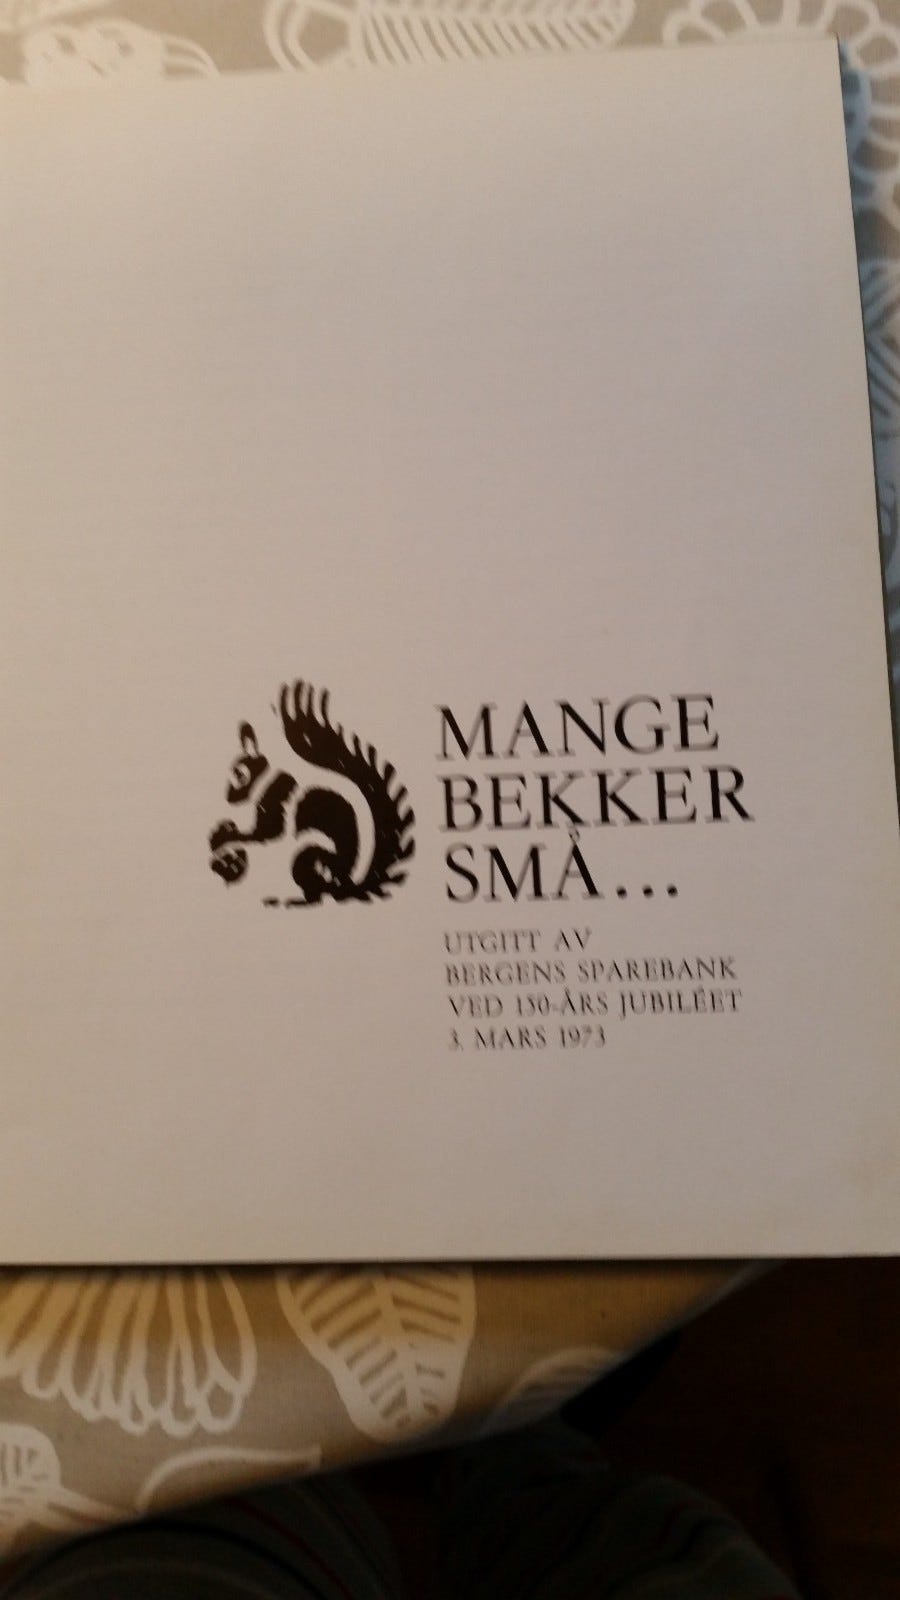 MANGE
BEKKER
SMÅ...
UTGITT AV
BERGENS SPAREBANK
VED 150-ÅRS JUBILÉET
3. MARS 1973